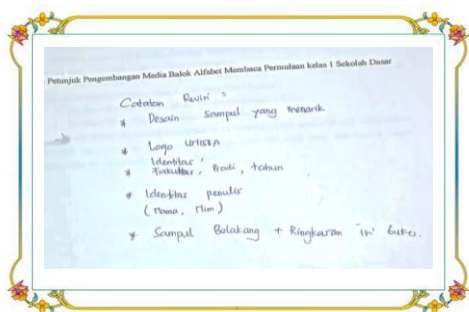 Petunjuk Pengembangan Media Balok Alfabet Membaca Permulaan kelas 1 Sekolah Dasar
Catatan Revisi :
* Desain Sampul yang menarik
* Logo UNISSULA
Identitas
* Fakultas, Prodi, tahun
* Identitas penulis
(Nama, Nim)
* Sampul Belakang + Ringkasan isi buku.